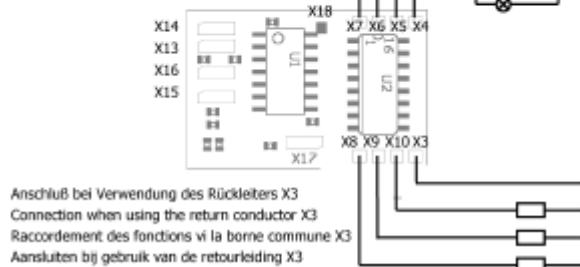 X18
X14
X7 X6 X5 X4
X13
U1
1 16
X16
U2
X15
X8 X9 X10 X3
X17
Anschluß bei Verwendung des Rückleiters X3
Connection when using the return conductor X3
Raccordement des fonctions vi la borne commune X3
Aansluiten bij gebruik van de retourleiding X3